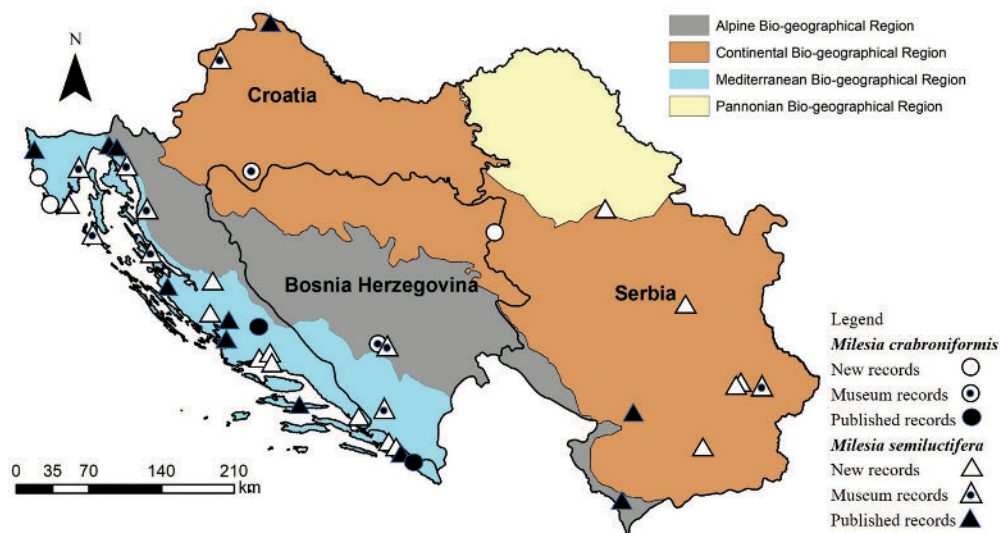 N
Alpine Bio-geographical Region
Continental Bio-geographical Region
Mediterranean Bio-geographical Region
Pannonian Bio-geographical Region
Croatia
Bosnia Herzegovina
Serbia
Legend
Milesia crabroniformis
New records
Museum records
Published records
Milesia semiluctifera
New records
Museum records
Published records
0 35 70 140 210
km